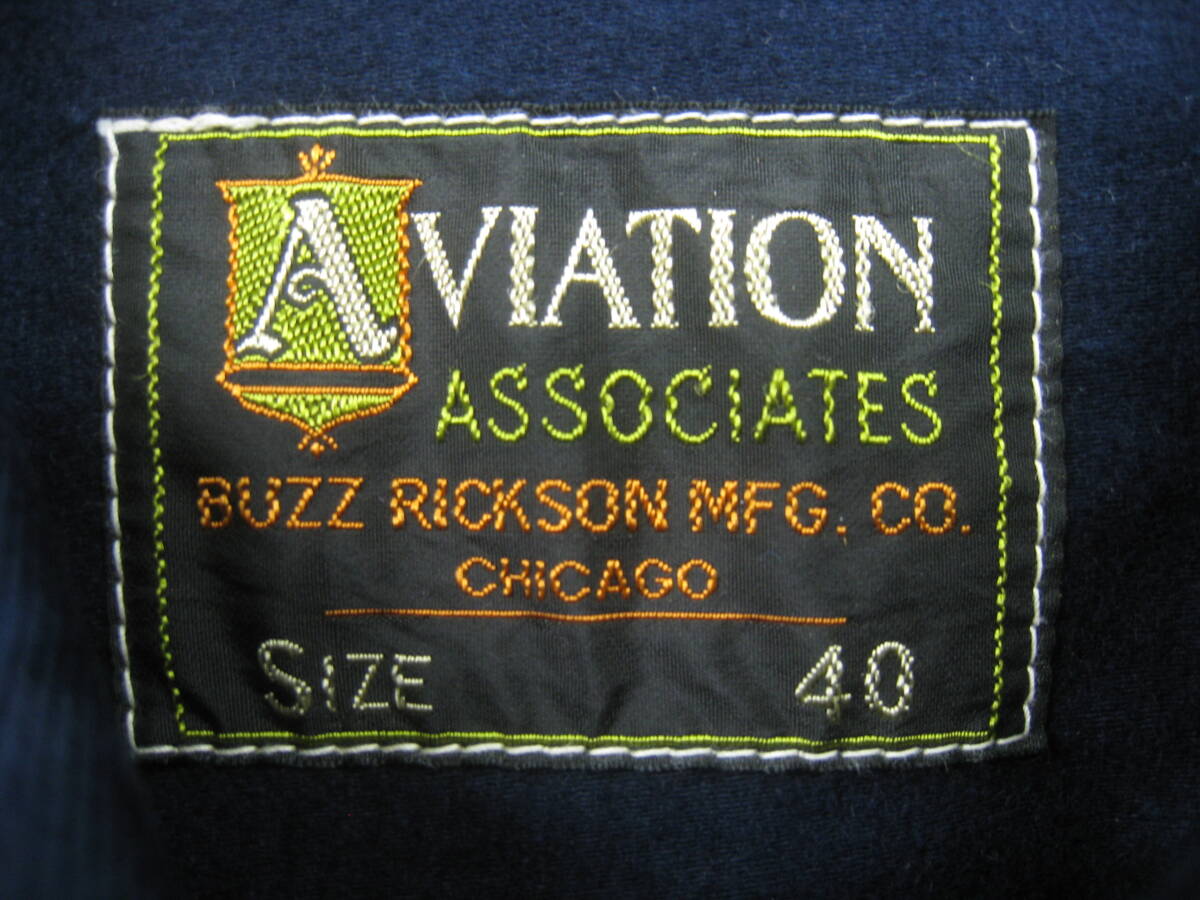 AVIATION
ASSOCIATES
BUZZ RICKSON MFG. CO.
CHICAGO
SIZE 40